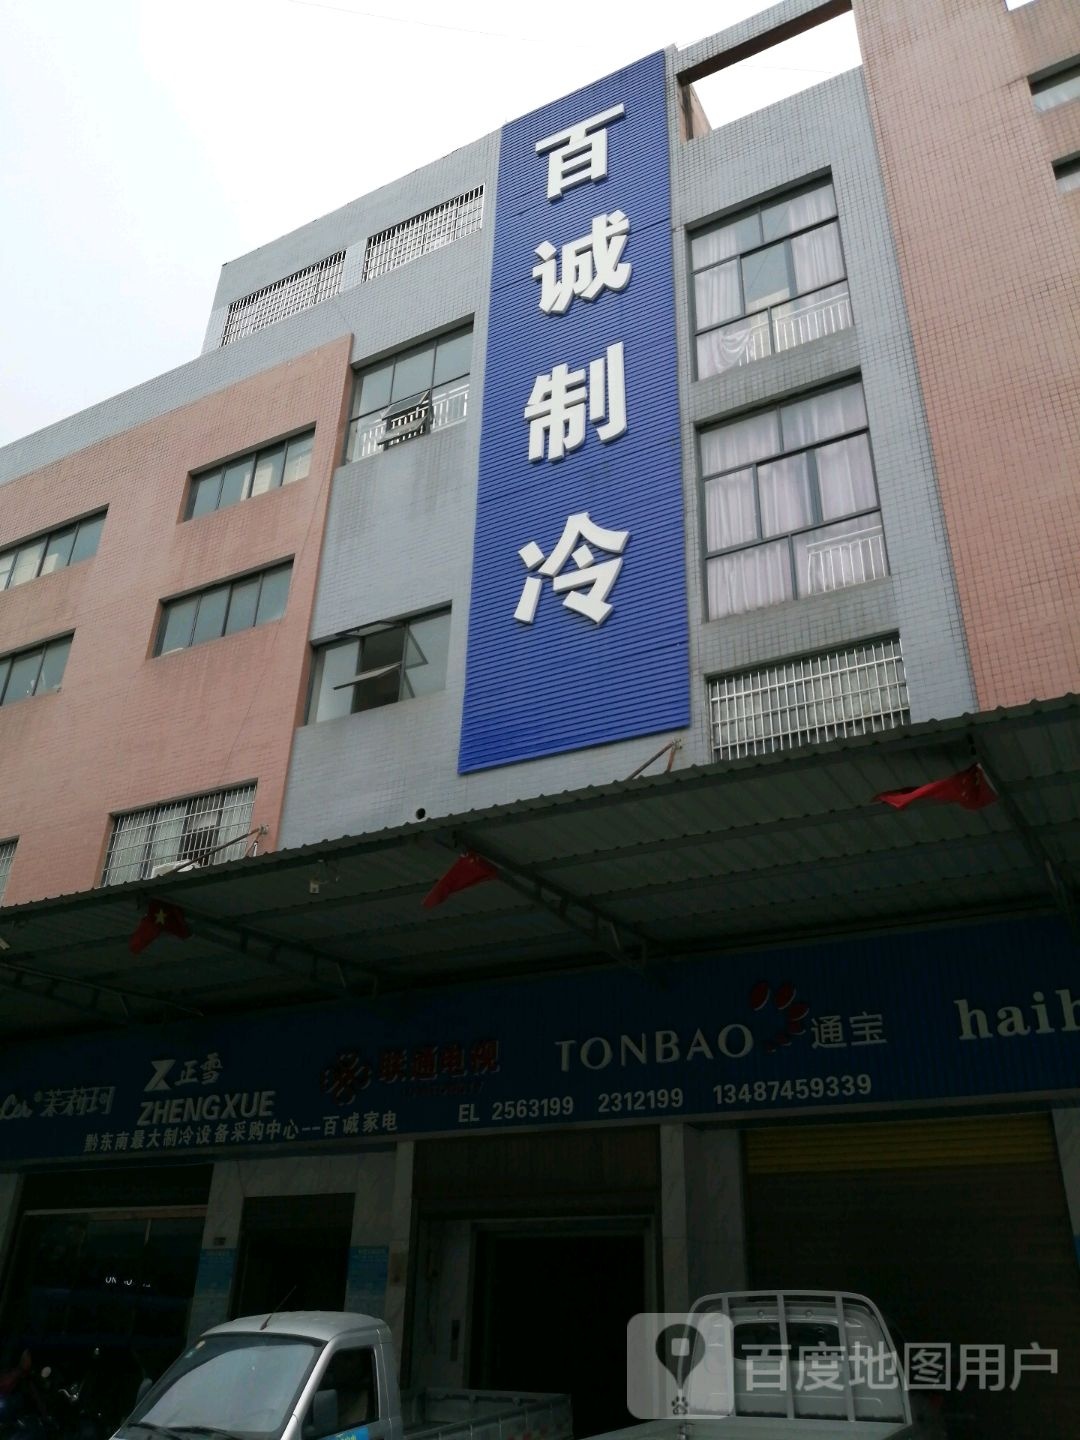 百诚制冷
Car 茉莉珂
正雪
ZHENGXUE
联通电视
TONBAO 通宝
haih
黔东南最大制冷设备采购中心--百诚家电
EL 2563199 2312199 13487459339
百度地图用户